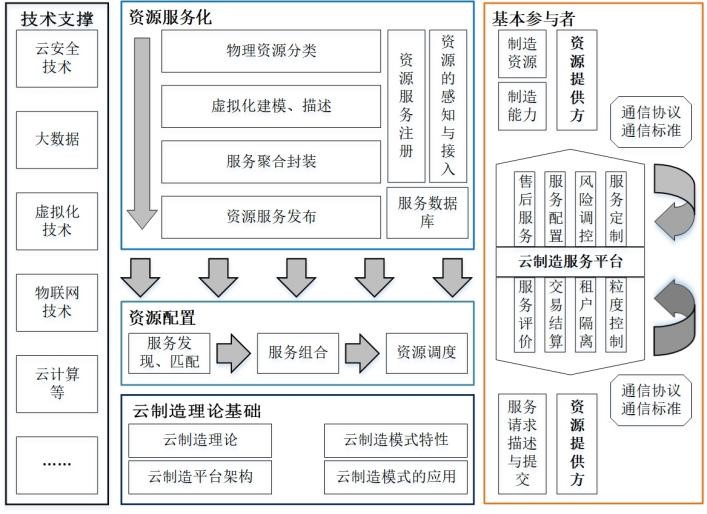 技术支撑
云安全
技术
大数据
虚拟化
技术
物联网
技术
云计算
等
……
资源服务化
物理资源分类
虚拟化建模、描述
服务聚合封装
资源服务发布
资源服务注册
资源的感知与接入
服务数据
库
资源配置
服务发
现、匹配
服务组合
资源调度
云制造理论基础
云制造理论
云制造模式特性
云制造平台架构
云制造模式的应用
基本参与者
制造
资源
制造
能力
资源提供方
通信协议
通信标准
售后服务
服务配置
风险调控
服务定制
云制造服务平台
服务评价
交易结算
租户隔离
粒度控制
通信协议
通信标准
服务
请求
描述
与提
交
资源提供方